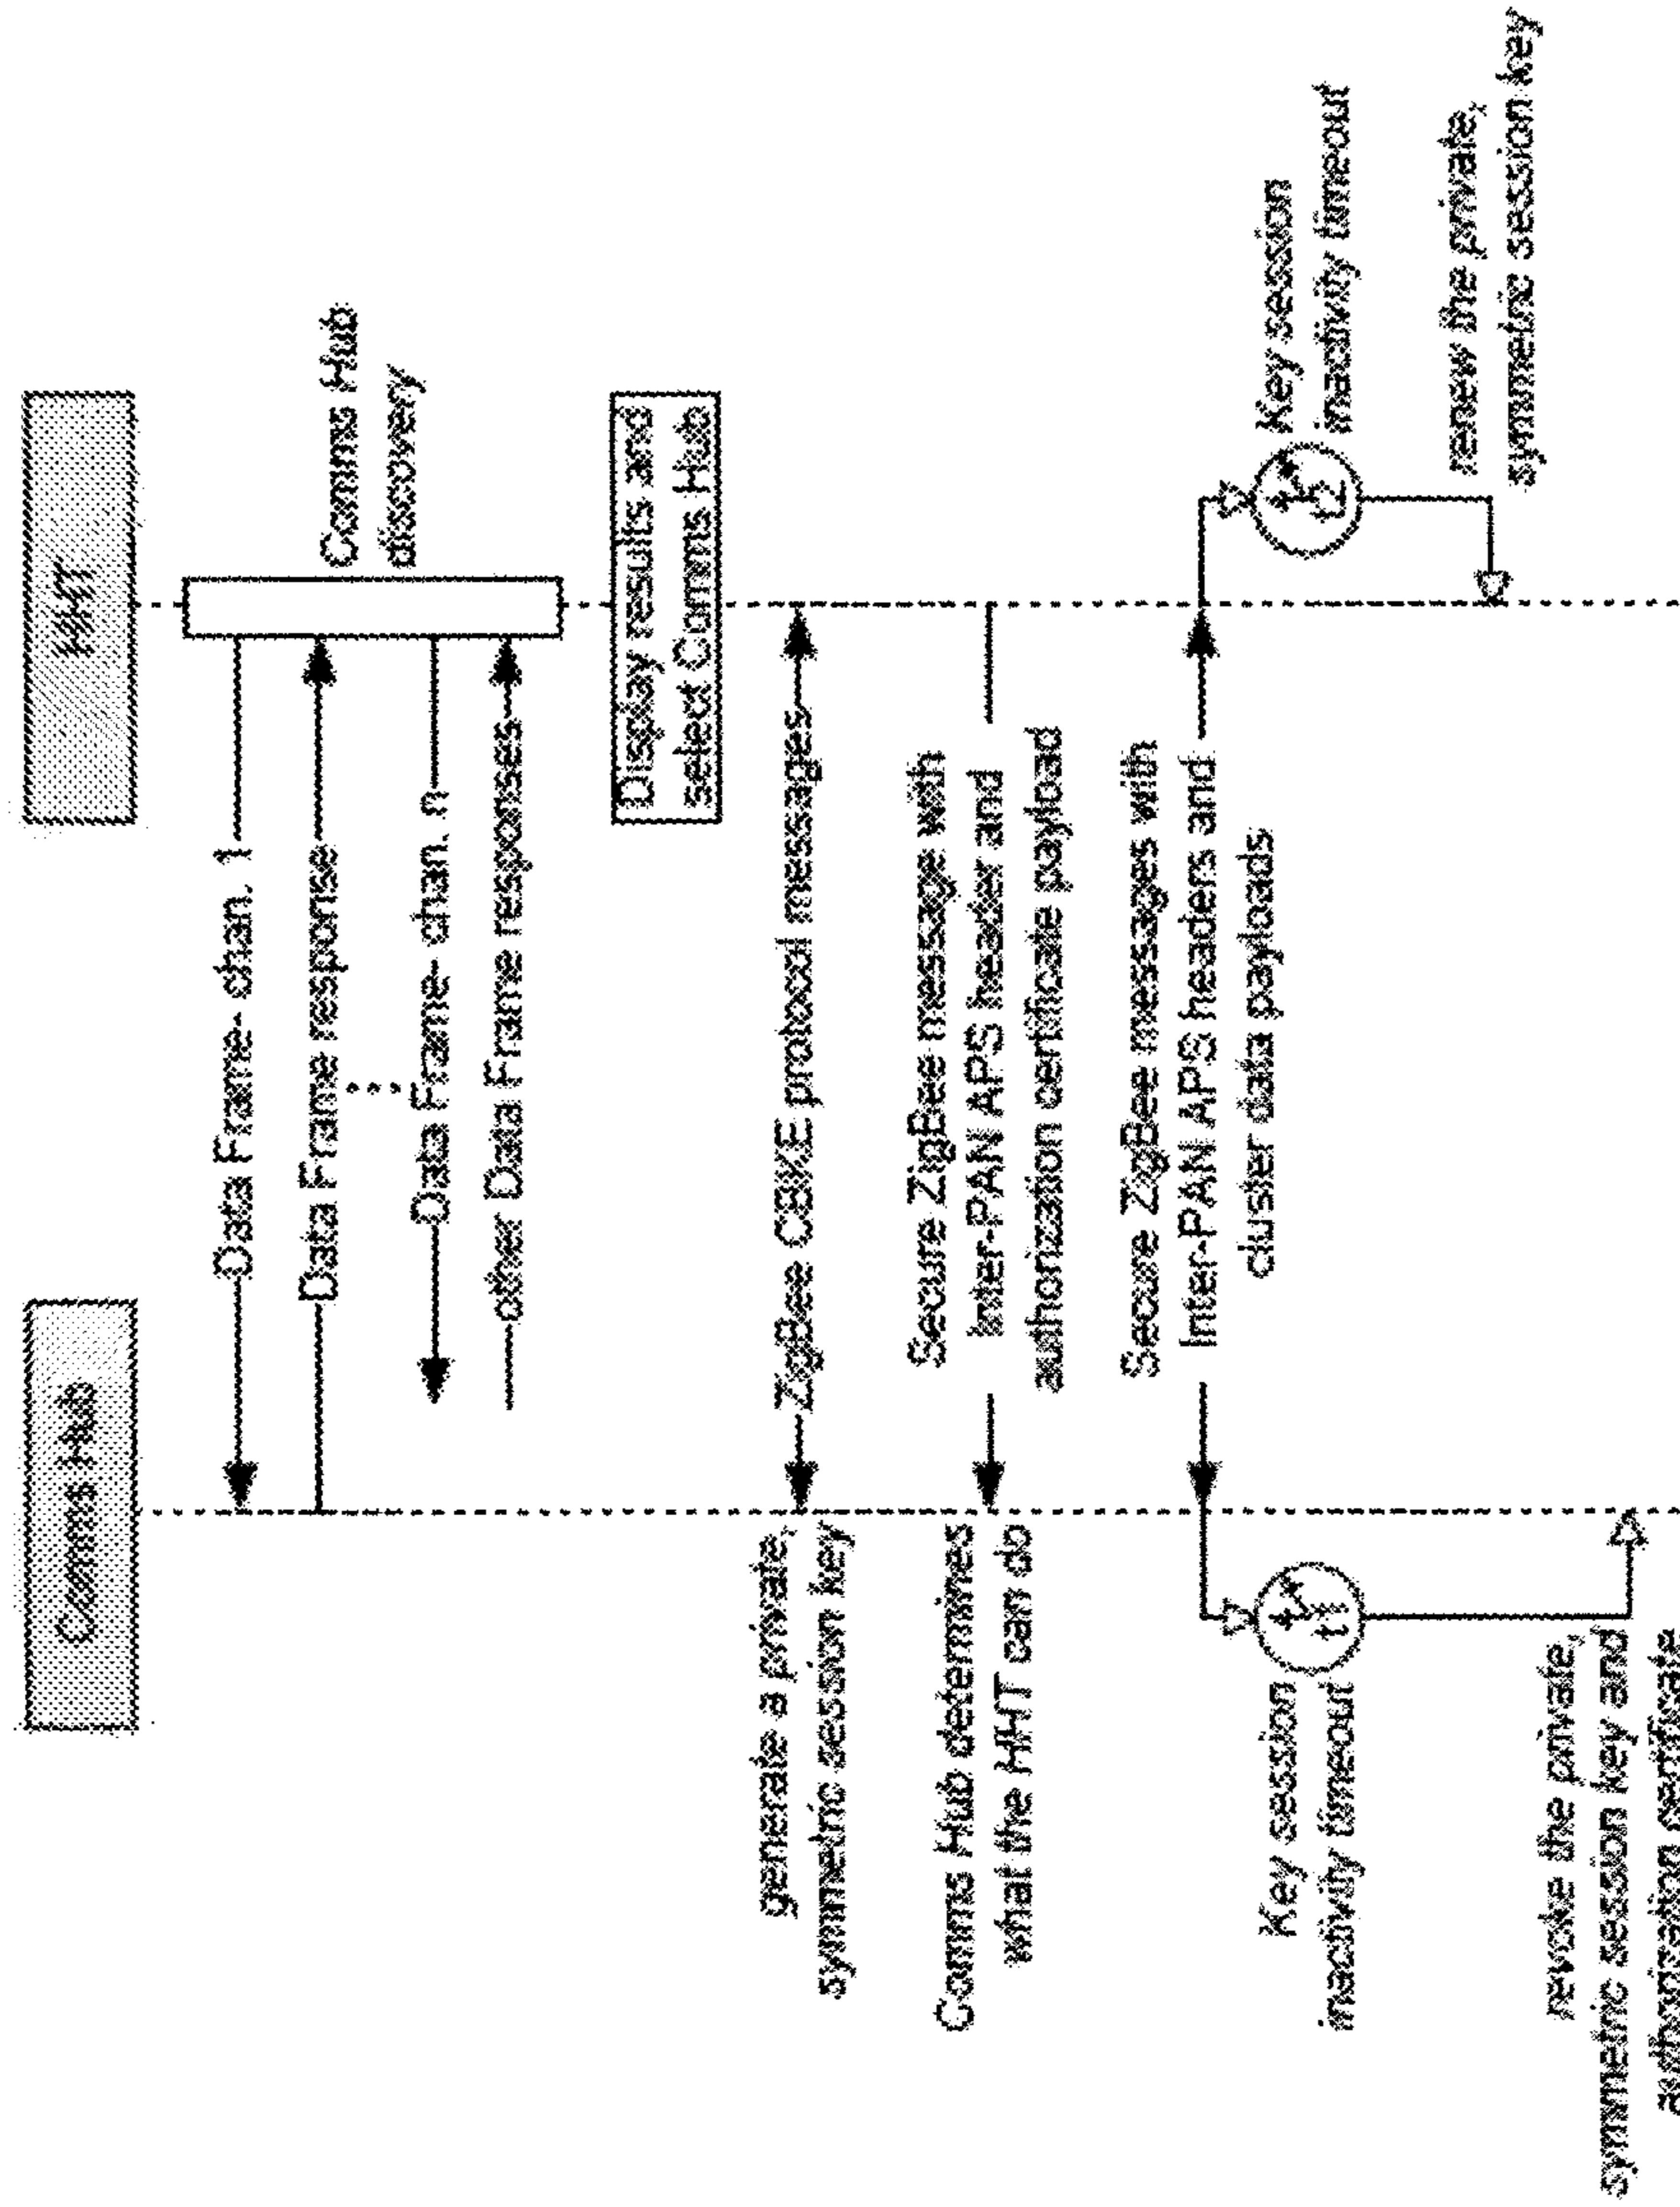 Comms Hub
HHT
Data Frame- chan. 1
Data Frame response
Data Frame- chan. n
other Data Frame responses
Comms Hub
discovery
Display results and
select Comms Hub
generate a private,
symmetric session key
ZigBee CBKE protocol messages
Comms Hub determines
what the HHT can do
Secure ZigBee message with
Inter-PAN APS header and
authorization certificate payload
Secure ZigBee messages with
Inter-PAN APS headers and
cluster data payloads
Key session
inactivity timeout
t1
t2
Key session
inactivity timeout
renew the private,
symmetric session key
revoke the private,
symmetric session key and
authorization certificate